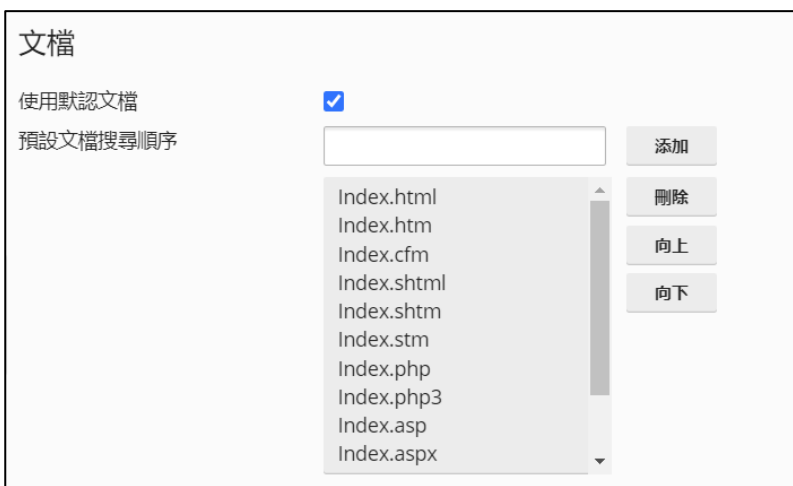 文檔
使用默認文檔
預設文檔搜尋順序
添加
Index.html
刪除
Index.htm
Index.cfm
向上
Index.shtml
向下
Index.shtm
Index.stm
Index.php
Index.php3
Index.asp
Index.aspx